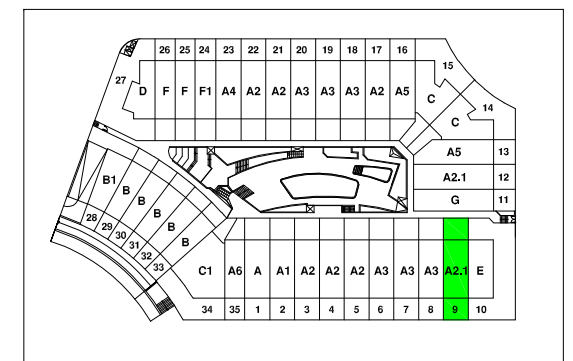 26 25 24 23 22 21 20 19 18 17 16
15
27
D F F F1 A4 A2 A2 A3 A3 A3 A2 A5
C
14
C
A5 13
A2.1 12
G 11
B1
B
B
B
B
B
28
29
30
31
32
33
C1 A6 A A1 A2 A2 A2 A3 A3 A3 A2.1 E
34 35 1 2 3 4 5 6 7 8 9 10